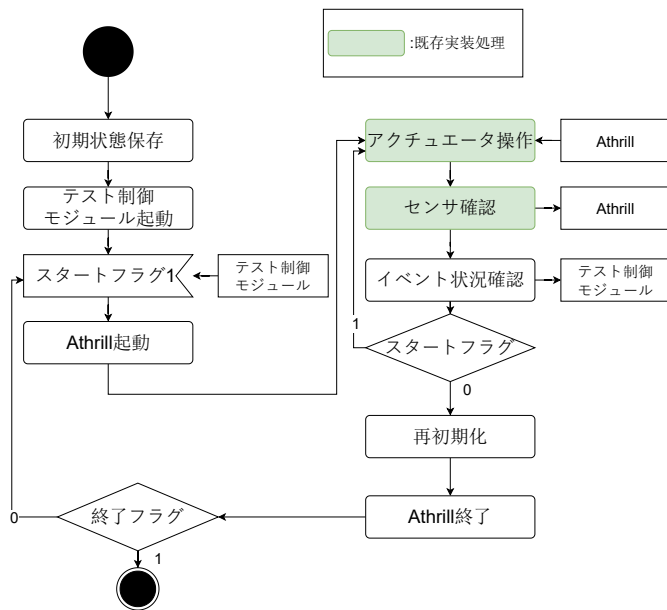 :既存実装処理
初期状態保存
テスト制御
モジュール起動
スタートフラグ1
テスト制御
モジュール
Athrill起動
アクチュエータ操作
Athrill
センサ確認
Athrill
イベント状況確認
テスト制御
モジュール
1
スタートフラグ
0
再初期化
Athrill終了
終了フラグ
0
1